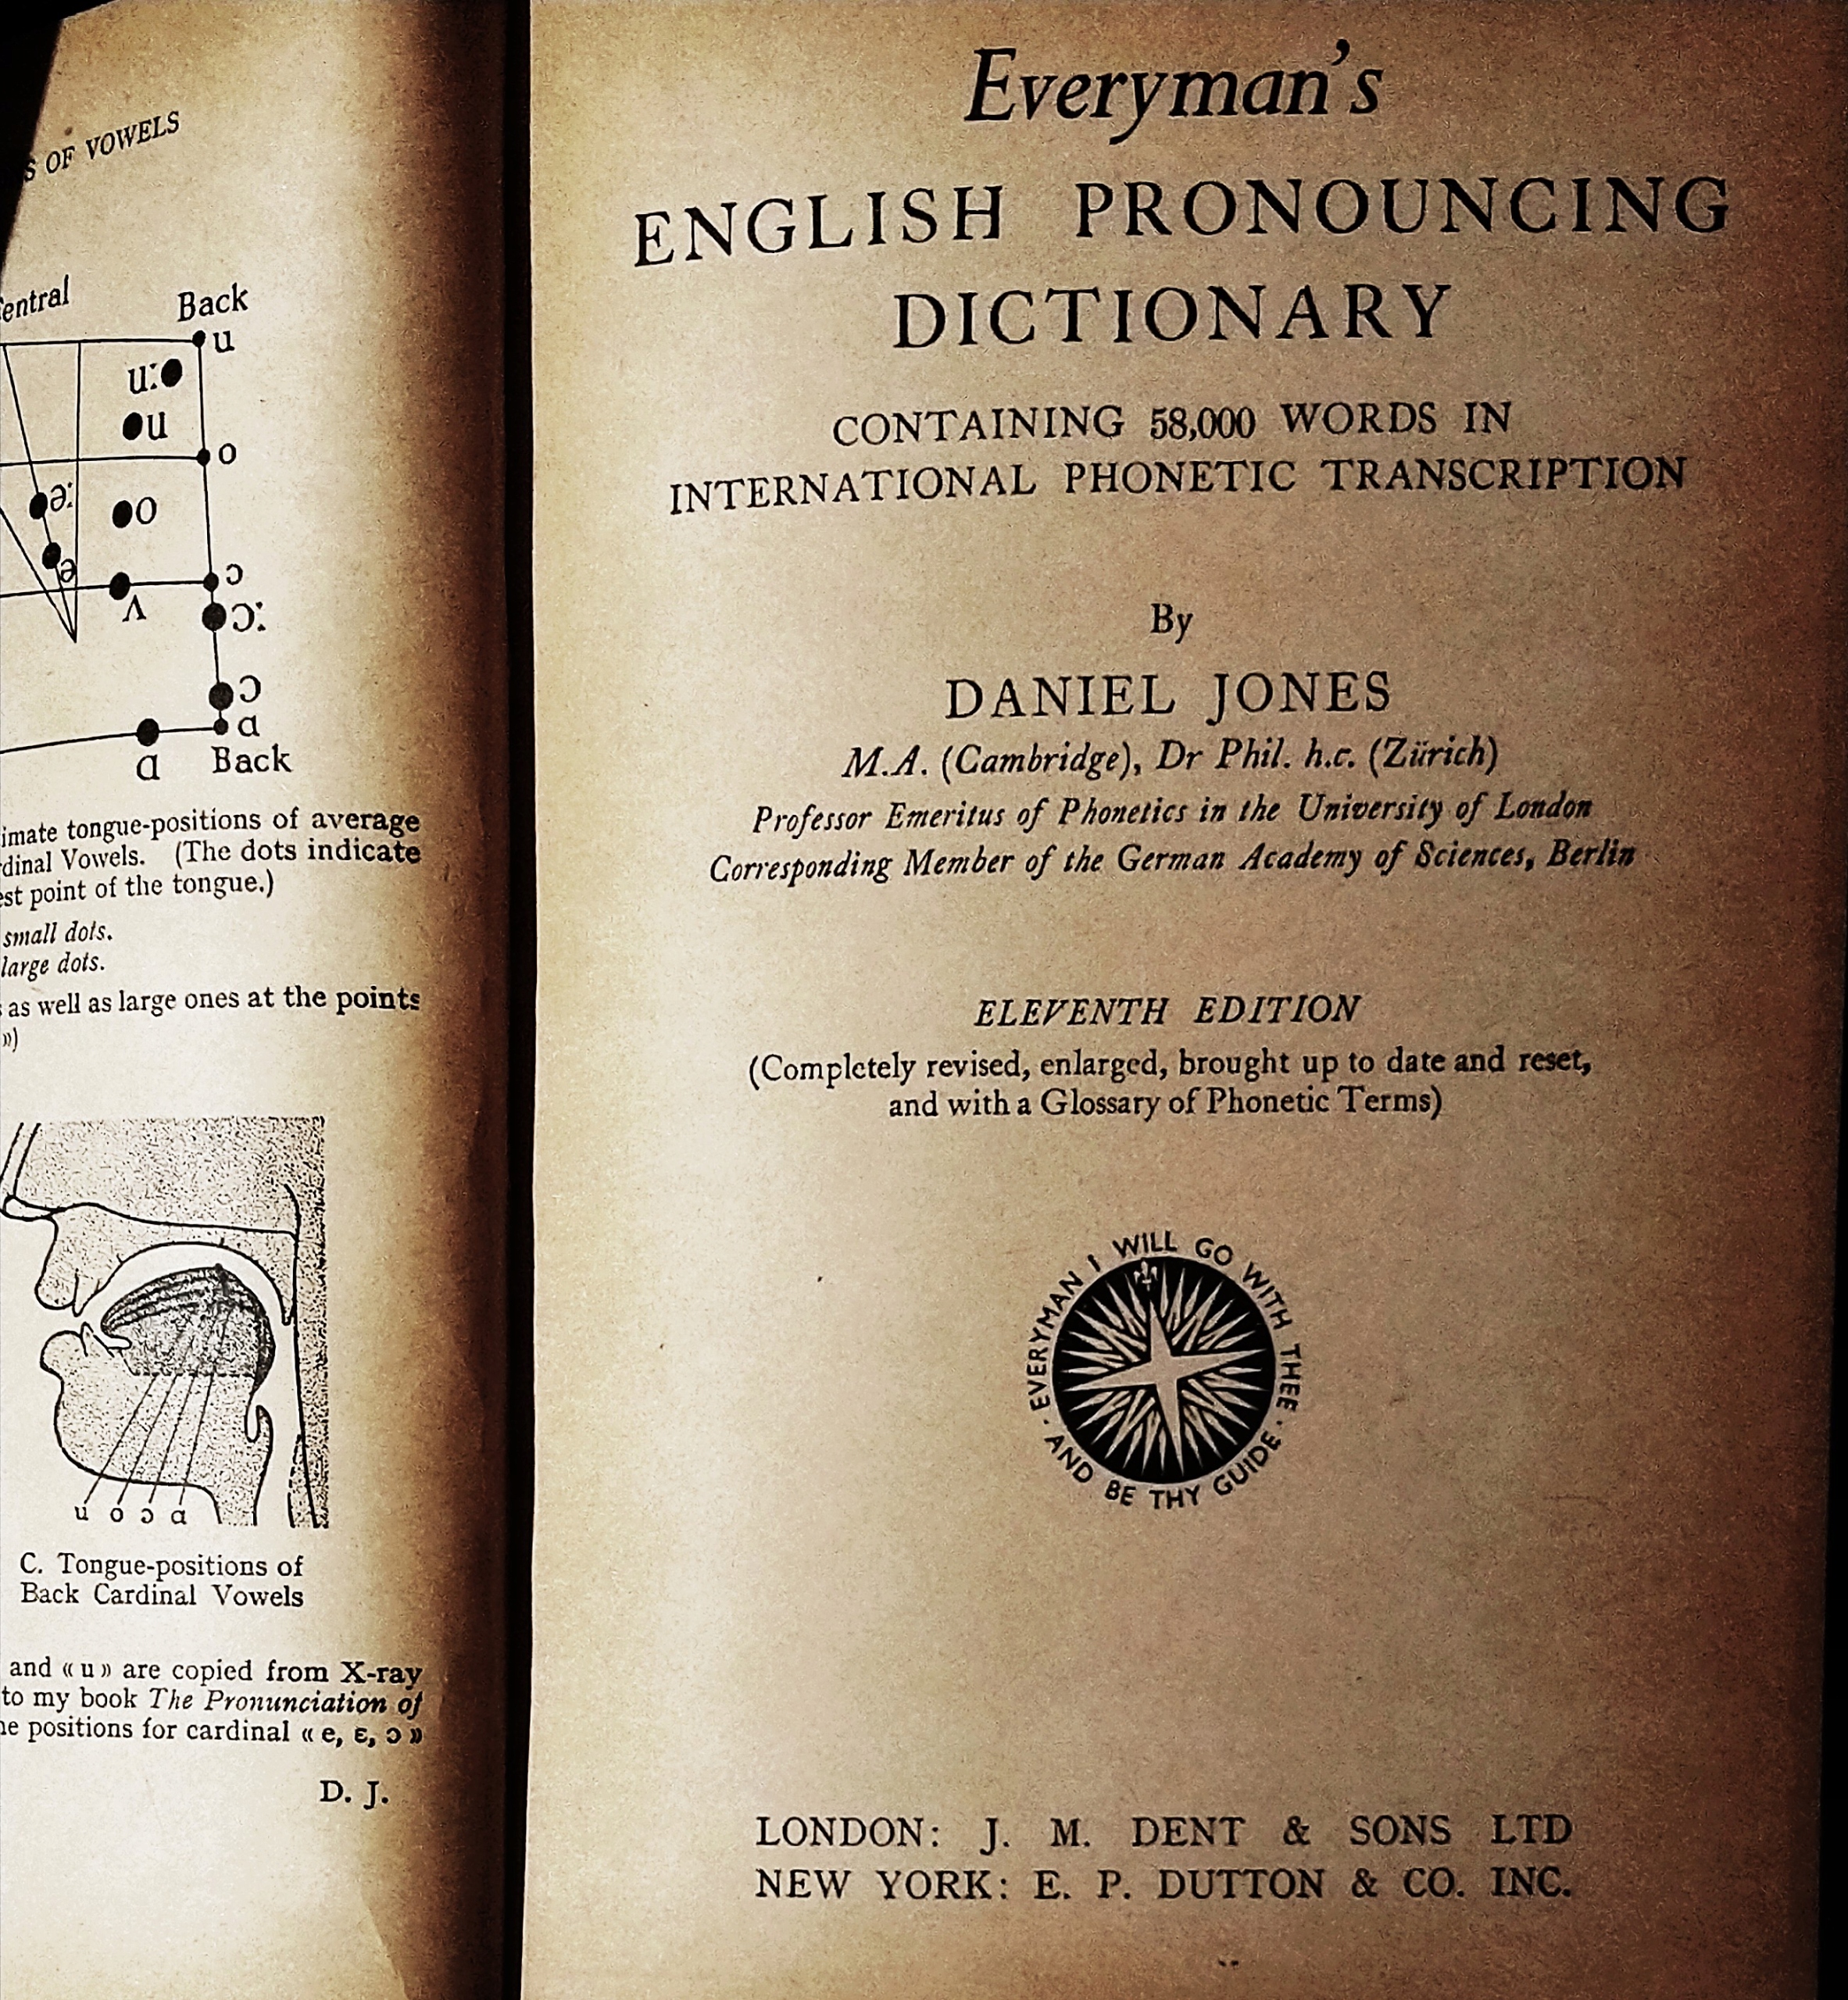 OF VOWELS
Back
u
u:
u
o
ə:
o
ə
ɔ
ʌ
ɔ:
ɔ
ɑ
ɑ
Back
tongue-positions of average
Vowels. (The dots indicate
point of the tongue.)
small dots.
large dots.
as well as large ones at the points
»)
u o ɔ ɑ
C. Tongue-positions of
Back Cardinal Vowels
and « u » are copied from X-ray
to my book The Pronunciation of
positions for cardinal « e, ɛ, ɔ »
D. J.
Everyman's
ENGLISH PRONOUNCING
DICTIONARY
CONTAINING 58,000 WORDS IN
INTERNATIONAL PHONETIC TRANSCRIPTION
By
DANIEL JONES
M.A. (Cambridge), Dr Phil. h.c. (Zürich)
Professor Emeritus of Phonetics in the University of London
Corresponding Member of the German Academy of Sciences, Berlin
ELEVENTH EDITION
(Completely revised, enlarged, brought up to date and reset,
and with a Glossary of Phonetic Terms)
EVERYMAN I WILL GO WITH THEE · AND BE THY GUIDE ·
LONDON: J. M. DENT & SONS LTD
NEW YORK: E. P. DUTTON & CO. INC.